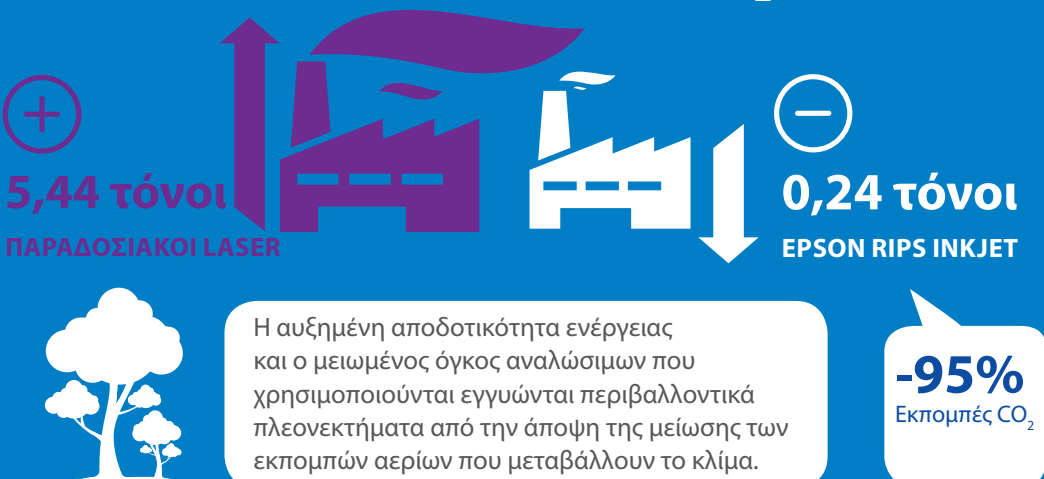 5,44 τόνοι
ΠΑΡΑΔΟΣΙΑΚΟΙ LASER
0,24 τόνοι
EPSON RIPS INKJET
Η αυξημένη αποδοτικότητα ενέργειας
και ο μειωμένος όγκος αναλώσιμων που
χρησιμοποιούνται εγγυώνται περιβαλλοντικά
πλεονεκτήματα από την άποψη της μείωσης των
εκπομπών αερίων που μεταβάλλουν το κλίμα.
-95%
Εκπομπές CO₂